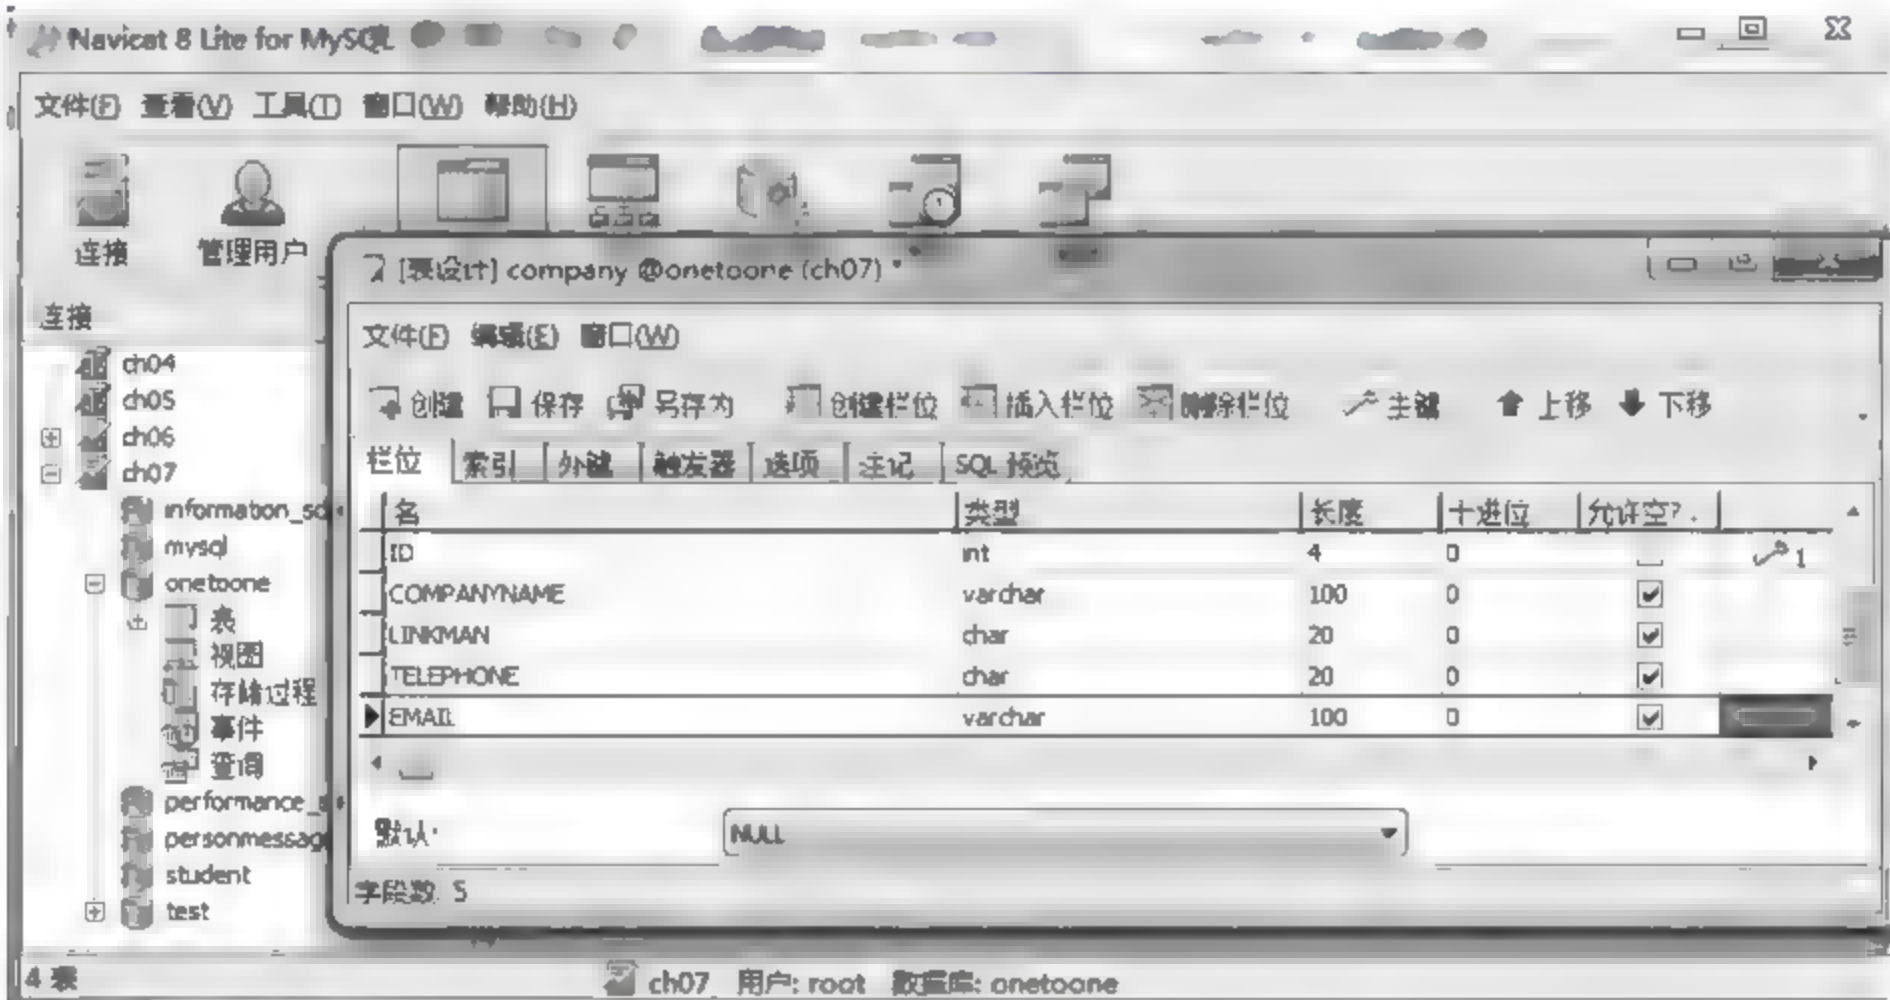 Navicat 8 Lite for MySQL
文件(F) 查看(V) 工具(T) 窗口(W) 帮助(H)
连接 管理用户
[表设计] company @onetoone (ch07) *
连接
文件(F) 编辑(E) 窗口(W)
创建 保存 另存为 创建栏位 插入栏位 删除栏位 主键 上移 下移
栏位 索引 外键 触发器 选项 注记 SQL 预览
名 类型 长度 十进位 允许空?
ID int 4 0 1
COMPANYNAME varchar 100 0
LINKMAN char 20 0
TELEPHONE char 20 0
EMAIL varchar 100 0
默认: NULL
字段数: 5
ch04
ch05
ch06
ch07
information_sc
mysql
onetoone
表
视图
存储过程
事件
查询
performance_s
personmessag
student
test
4 表 ch07 用户: root 数据库: onetoone